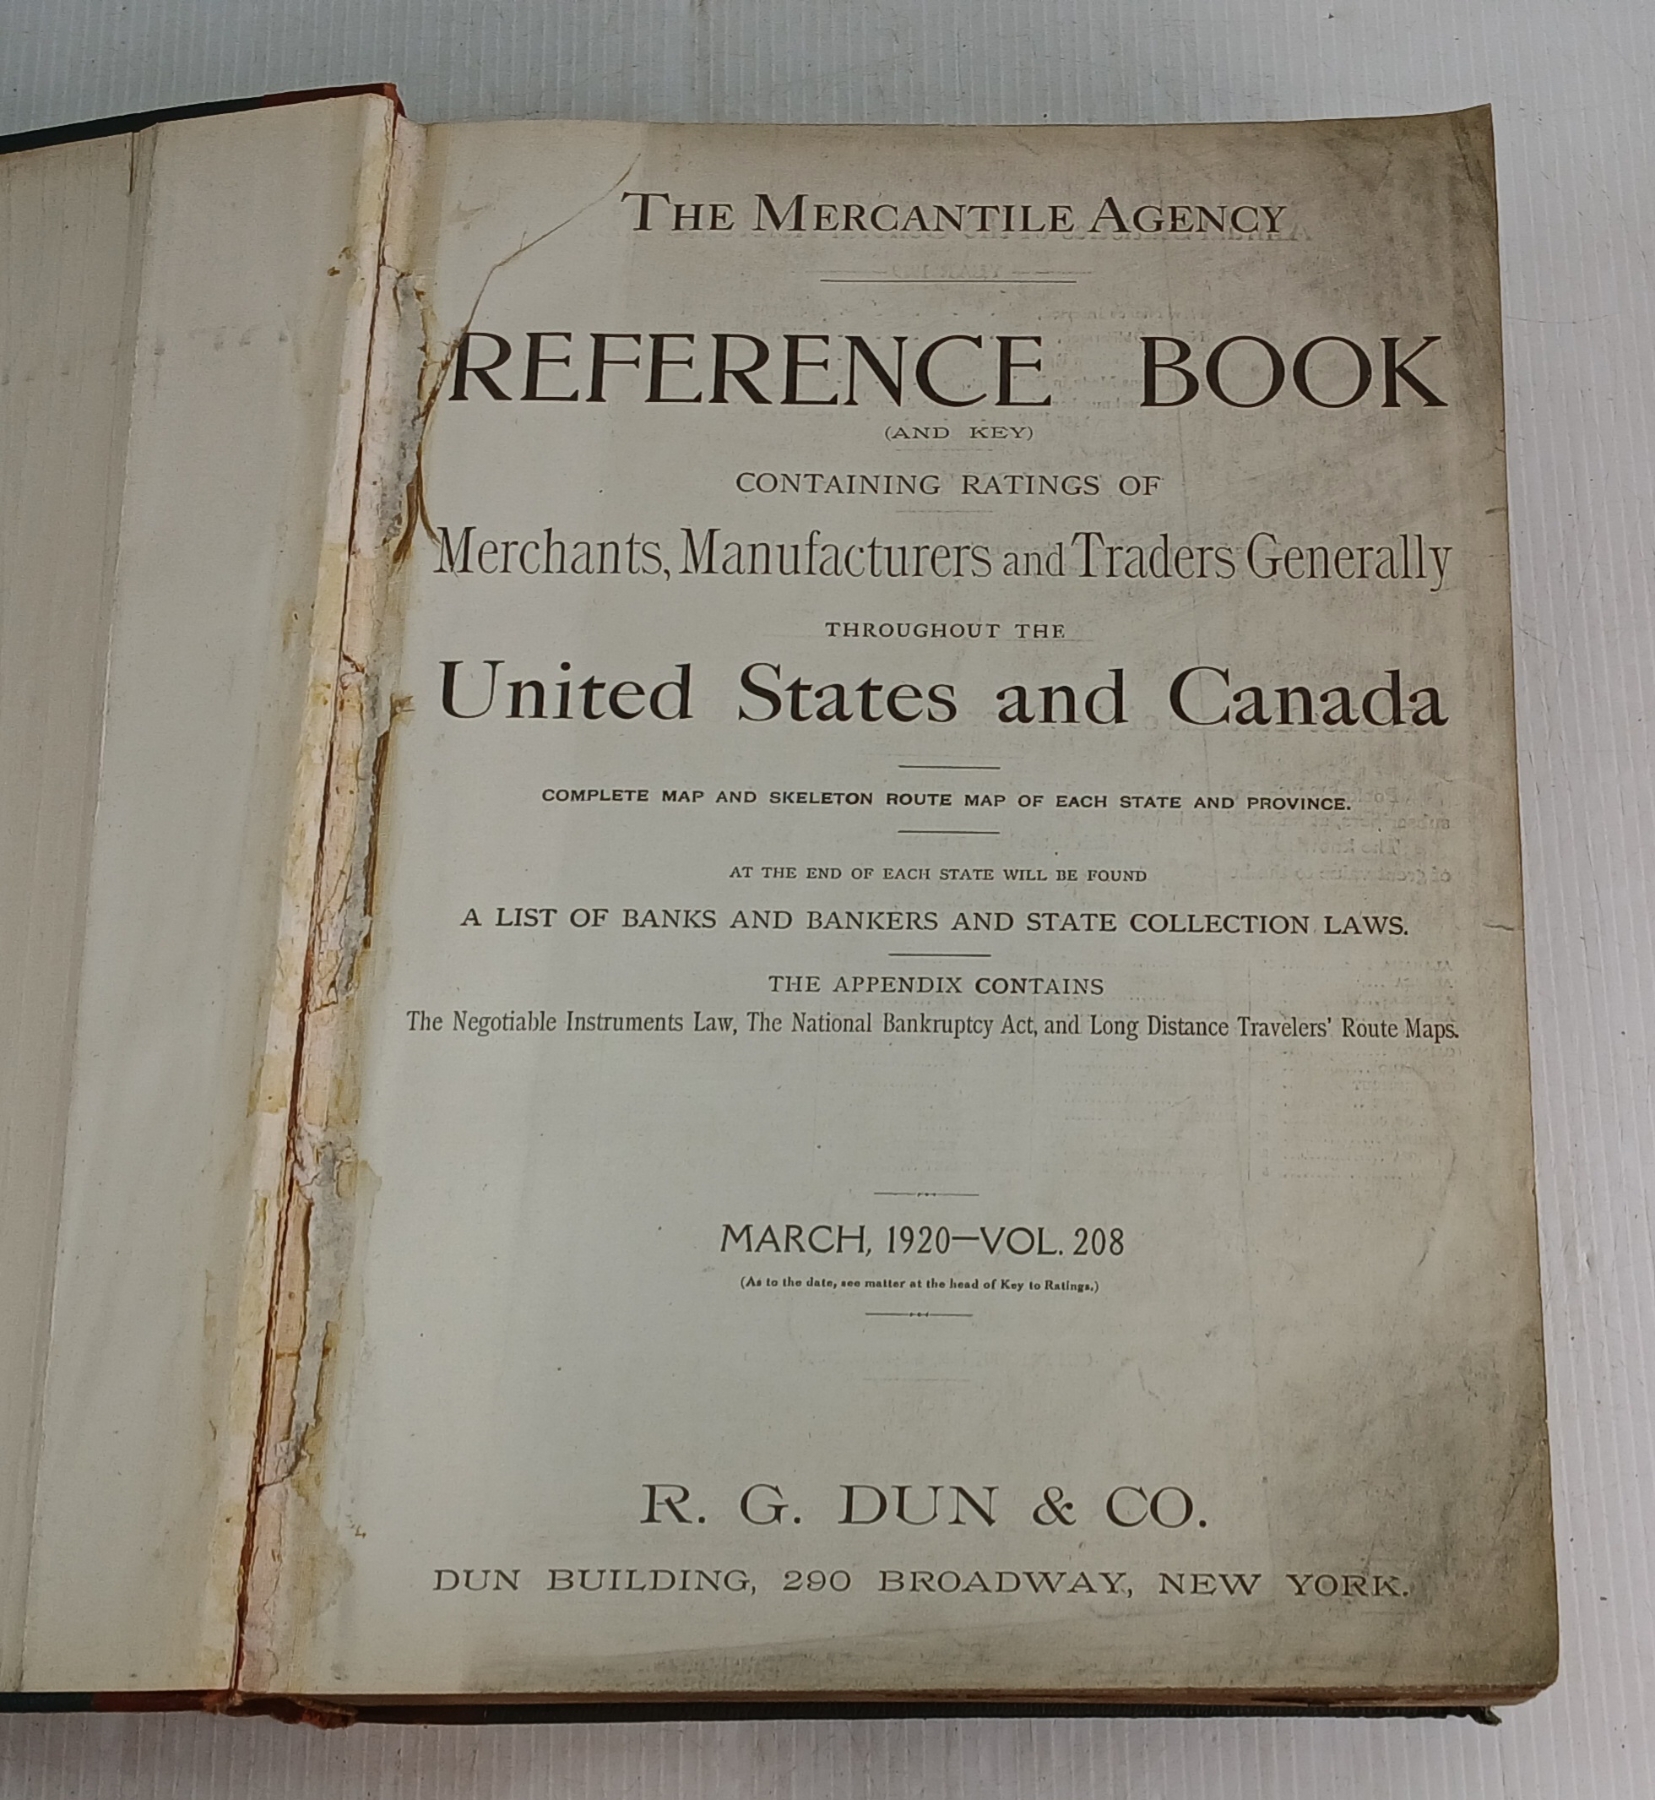 THE MERCANTILE AGENCY
REFERENCE BOOK
(AND KEY)
CONTAINING RATINGS OF
Merchants, Manufacturers and Traders Generally
THROUGHOUT THE
United States and Canada
COMPLETE MAP AND SKELETON ROUTE MAP OF EACH STATE AND PROVINCE.
AT THE END OF EACH STATE WILL BE FOUND
A LIST OF BANKS AND BANKERS AND STATE COLLECTION LAWS.
THE APPENDIX CONTAINS
The Negotiable Instruments Law, The National Bankruptcy Act, and Long Distance Travelers' Route Maps.
MARCH, 1920—VOL. 208
(As to the date, see matter at the head of Key to Ratings.)
R. G. DUN & CO.
DUN BUILDING, 290 BROADWAY, NEW YORK.